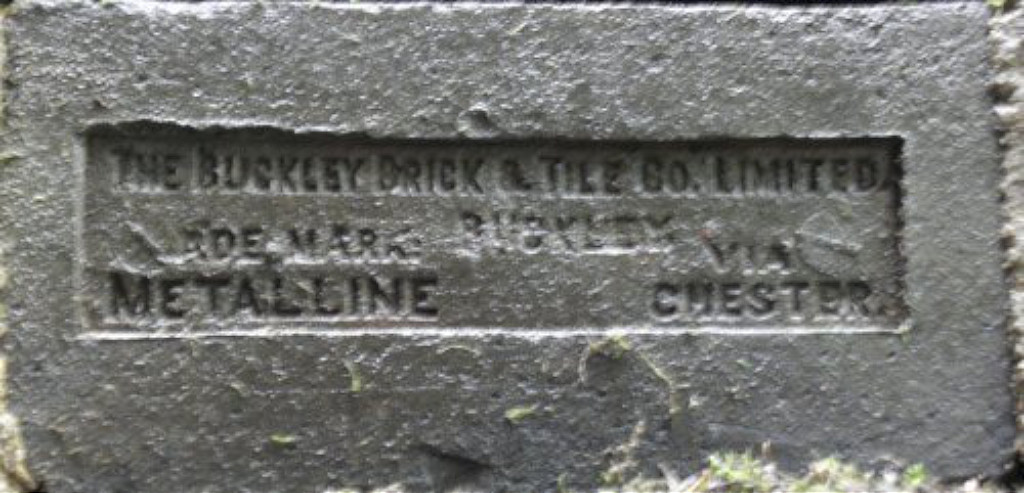 THE BUCKLEY BRICK & TILE CO. LIMITED
TRADE MARK. BUCKLEY VIA
METALLINE CHESTER.